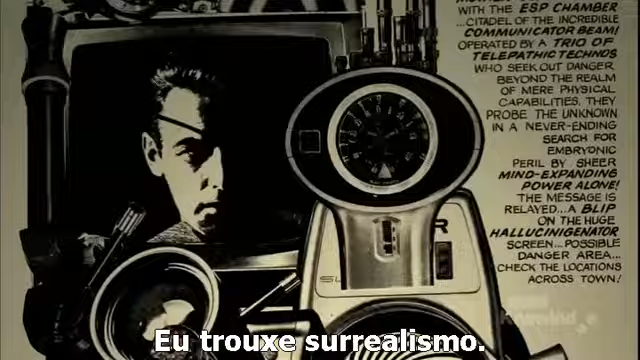 WITH THE ESP CHAMBER
...CITADEL OF THE INCREDIBLE
COMMUNICATOR BEAM!
OPERATED BY A TRIO OF
TELEPATHIC TECHNOS
WHO SEEK OUT DANGER
BEYOND THE REALM
OF MERE PHYSICAL
CAPABILITIES. THEY
PROBE THE UNKNOWN
IN A NEVER-ENDING
SEARCH FOR
EMBRYONIC
PERIL BY SHEER
MIND-EXPANDING
POWER ALONE!
THE MESSAGE IS
RELAYED...A BLIP
ON THE HUGE
HALLUCINIGENATOR
SCREEN...POSSIBLE
DANGER AREA...
CHECK THE LOCATIONS
ACROSS TOWN!
R
Eu trouxe surrealismo.